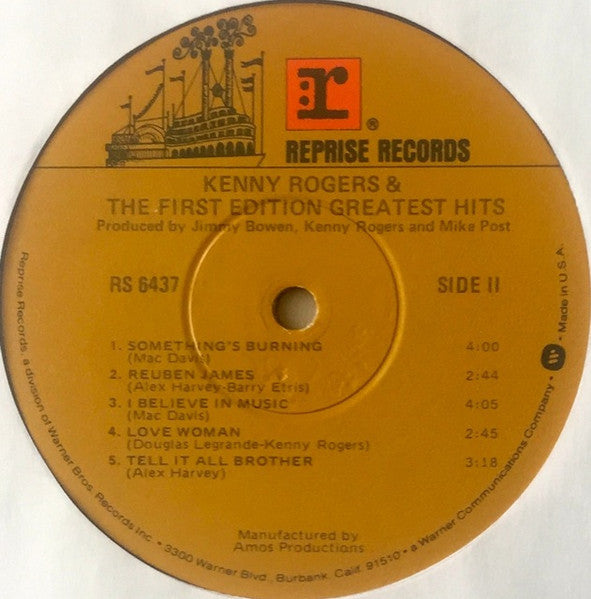 r
®
REPRISE RECORDS
KENNY ROGERS &
THE FIRST EDITION GREATEST HITS
Produced by Jimmy Bowen, Kenny Rogers and Mike Post
RS 6437
SIDE II
1. SOMETHING'S BURNING 4:00
(Mac Davis)
2. REUBEN JAMES 2:44
(Alex Harvey-Barry Etris)
3. I BELIEVE IN MUSIC 4:05
(Mac Davis)
4. LOVE WOMAN 2:45
(Douglas Legrande-Kenny Rogers)
5. TELL IT ALL BROTHER 3:18
(Alex Harvey)
Manufactured by
Amos Productions
Reprise Records, a division of Warner Bros. Records Inc. • 3300 Warner Blvd., Burbank, Calif. 91510 • a Warner Communications Company • W • Made in U.S.A.